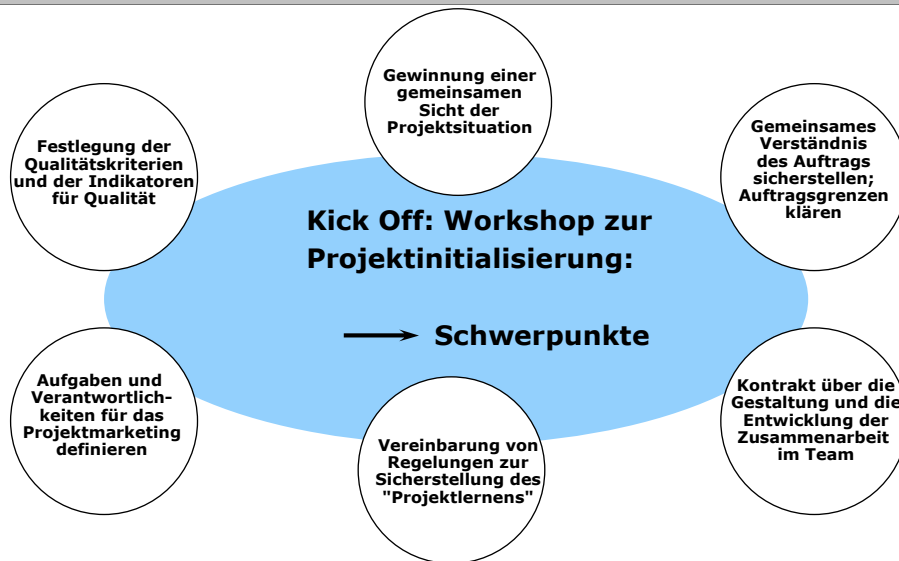 Gewinnung einer
gemeinsamen
Sicht der
Projektsituation
Gemeinsames
Verständnis
des Auftrags
sicherstellen;
Auftragsgrenzen
klären
Kontrakt über die
Gestaltung und die
Entwicklung der
Zusammenarbeit
im Team
Vereinbarung von
Regelungen zur
Sicherstellung des
"Projektlernens"
Aufgaben und
Verantwortlich-
keiten für das
Projektmarketing
definieren
Festlegung der
Qualitätskriterien
und der Indikatoren
für Qualität
Kick Off: Workshop zur
Projektinitialisierung:
Schwerpunkte